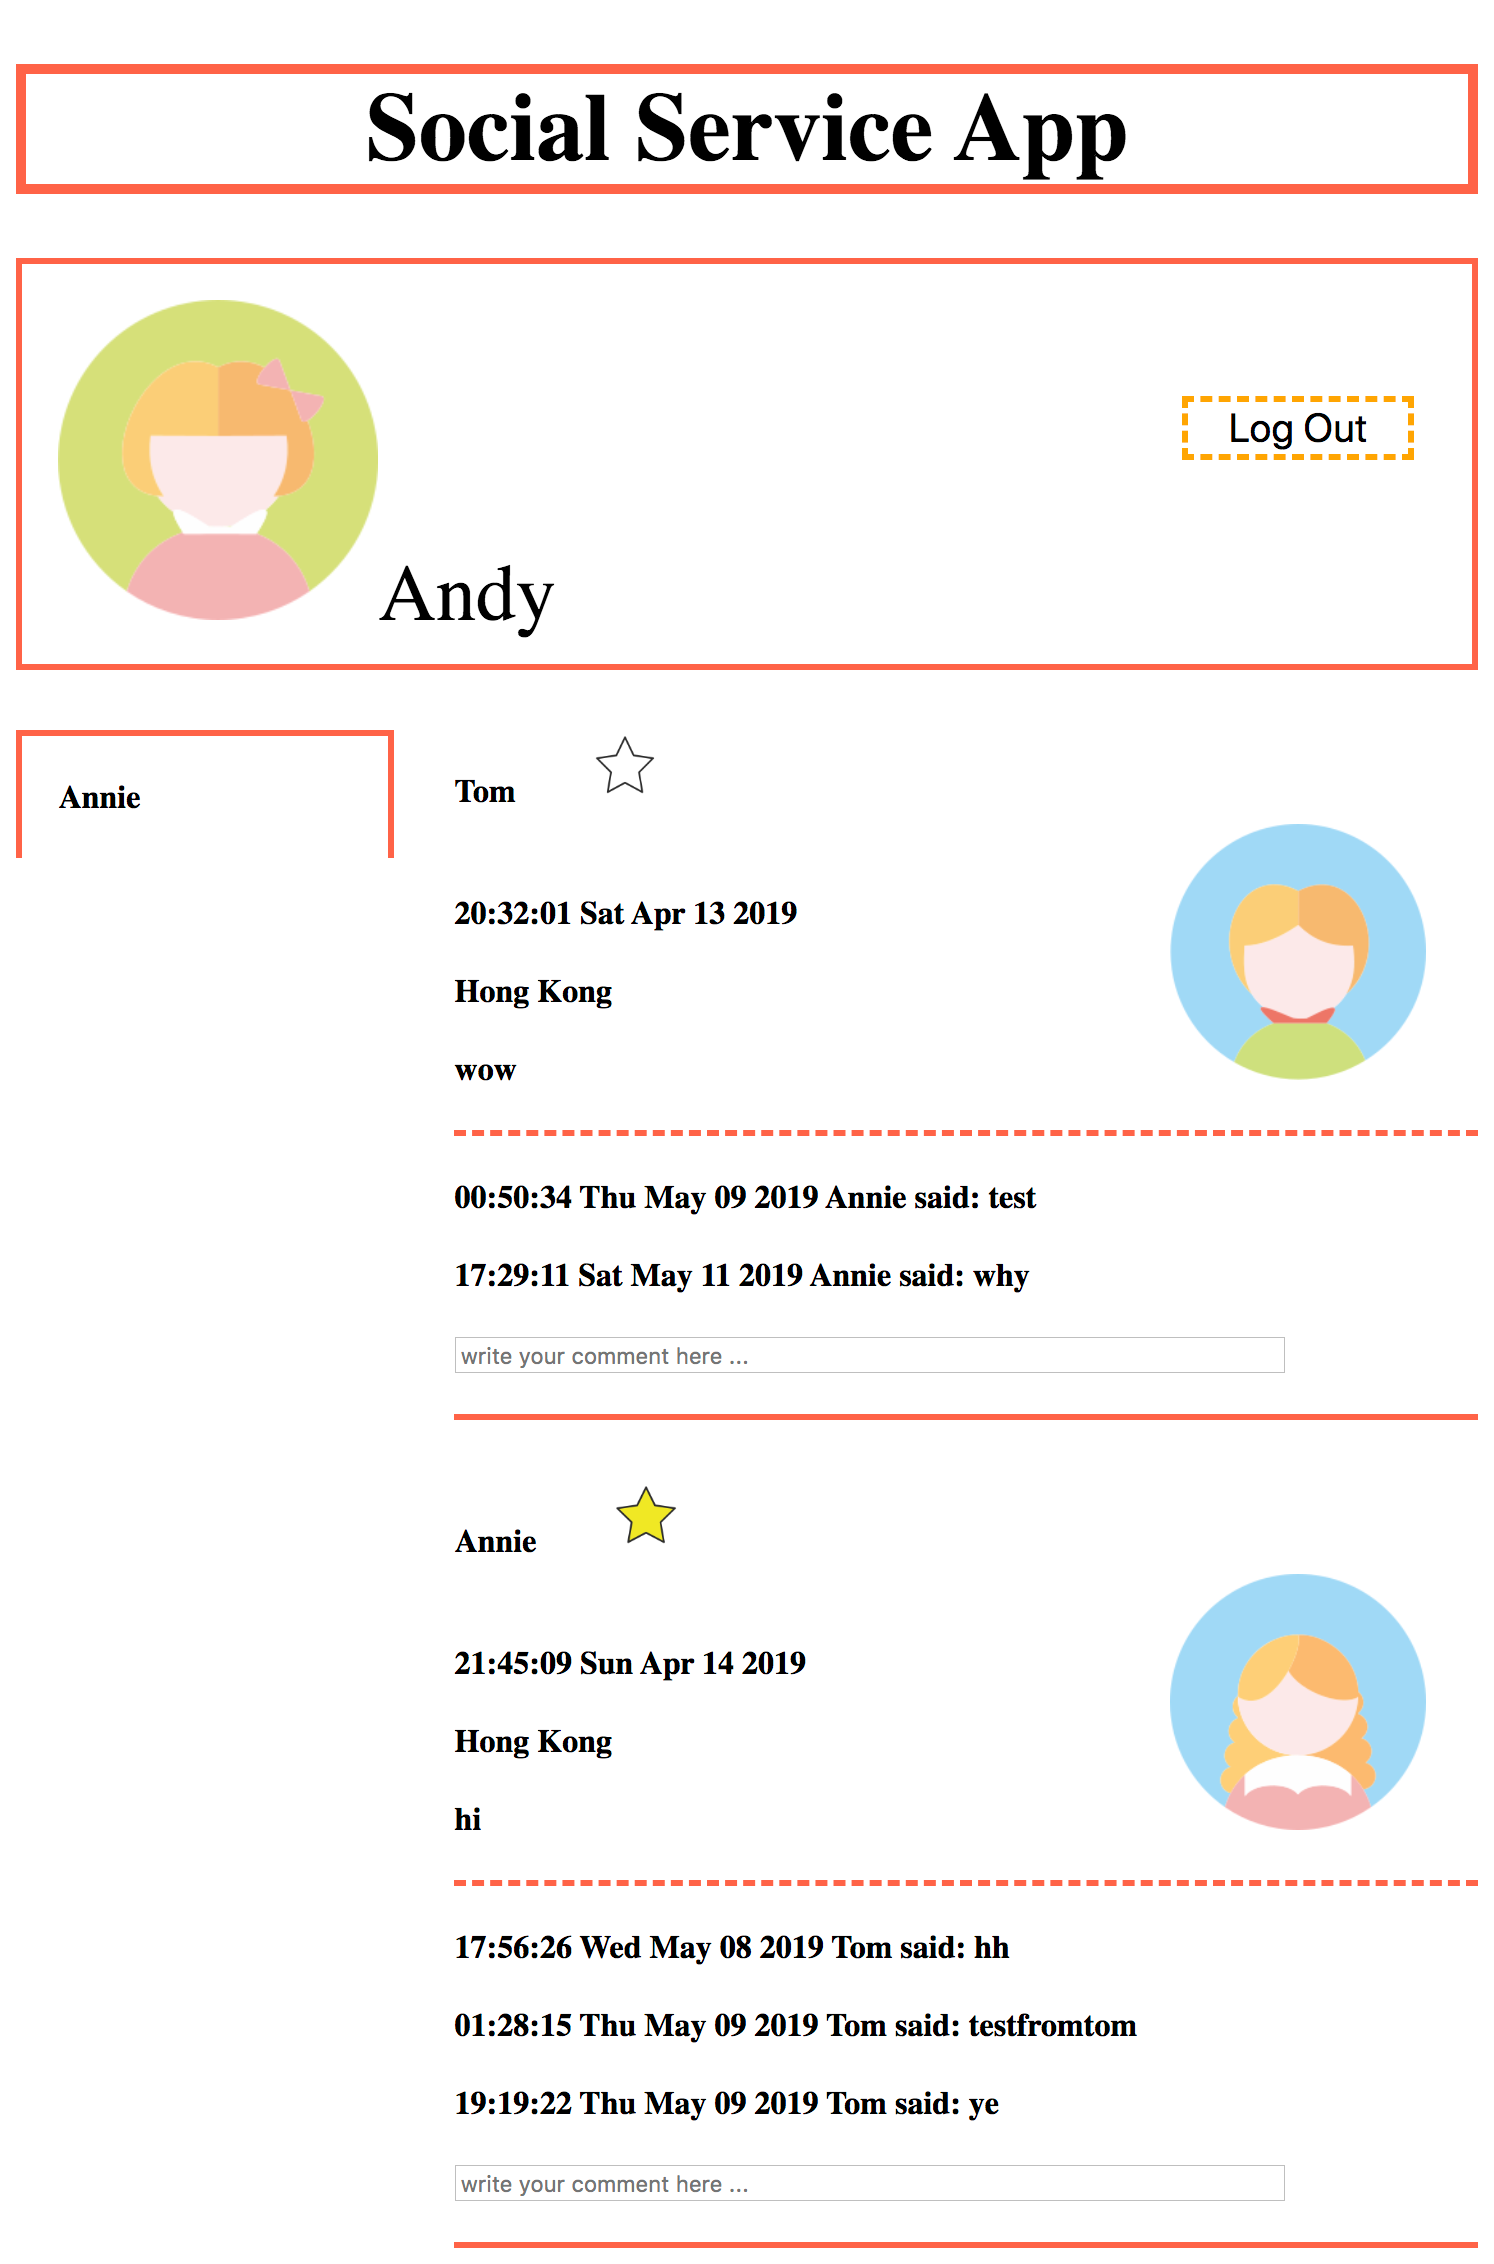 Social Service App
Log Out
Andy
Annie
Tom
20:32:01 Sat Apr 13 2019
Hong Kong
wow
00:50:34 Thu May 09 2019 Annie said: test
17:29:11 Sat May 11 2019 Annie said: why
write your comment here ...
Annie
21:45:09 Sun Apr 14 2019
Hong Kong
hi
17:56:26 Wed May 08 2019 Tom said: hh
01:28:15 Thu May 09 2019 Tom said: testfromtom
19:19:22 Thu May 09 2019 Tom said: ye
write your comment here ...